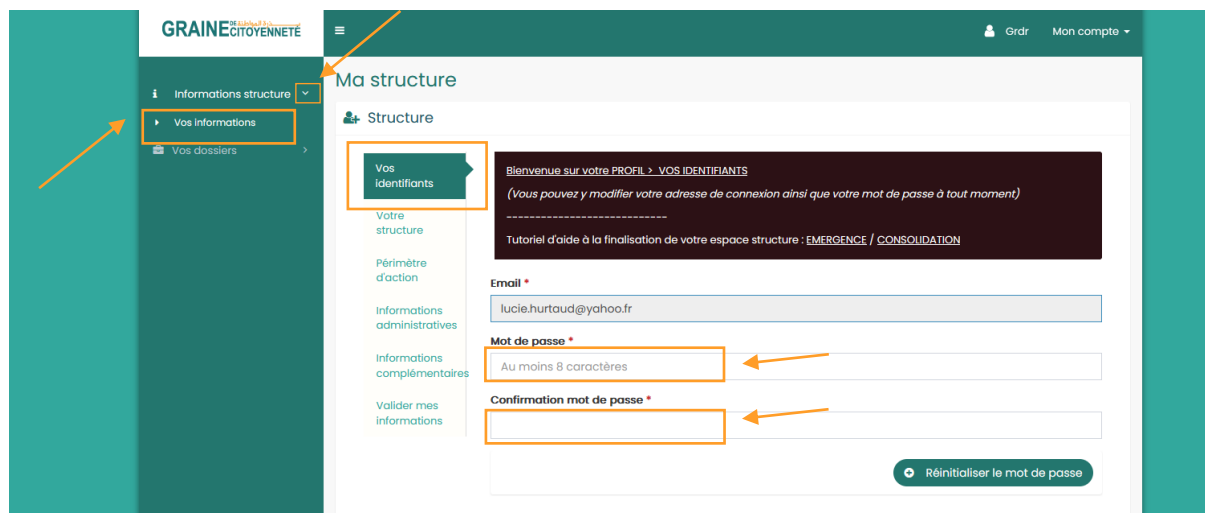 GRAINE DE CITOYENNETÉ
Grdr Mon compte
Informations structure
Vos informations
Vos dossiers
Ma structure
Structure
Vos
identifiants
Votre
structure
Périmètre
d'action
Informations
administratives
Informations
complémentaires
Valider mes
informations
Bienvenue sur votre PROFIL > VOS IDENTIFIANTS
(Vous pouvez y modifier votre adresse de connexion ainsi que votre mot de passe à tout moment)
----------------------------
Tutoriel d'aide à la finalisation de votre espace structure : EMERGENCE / CONSOLIDATION
Email *
lucie.hurtaud@yahoo.fr
Mot de passe *
Au moins 8 caractères
Confirmation mot de passe *
Réinitialiser le mot de passe